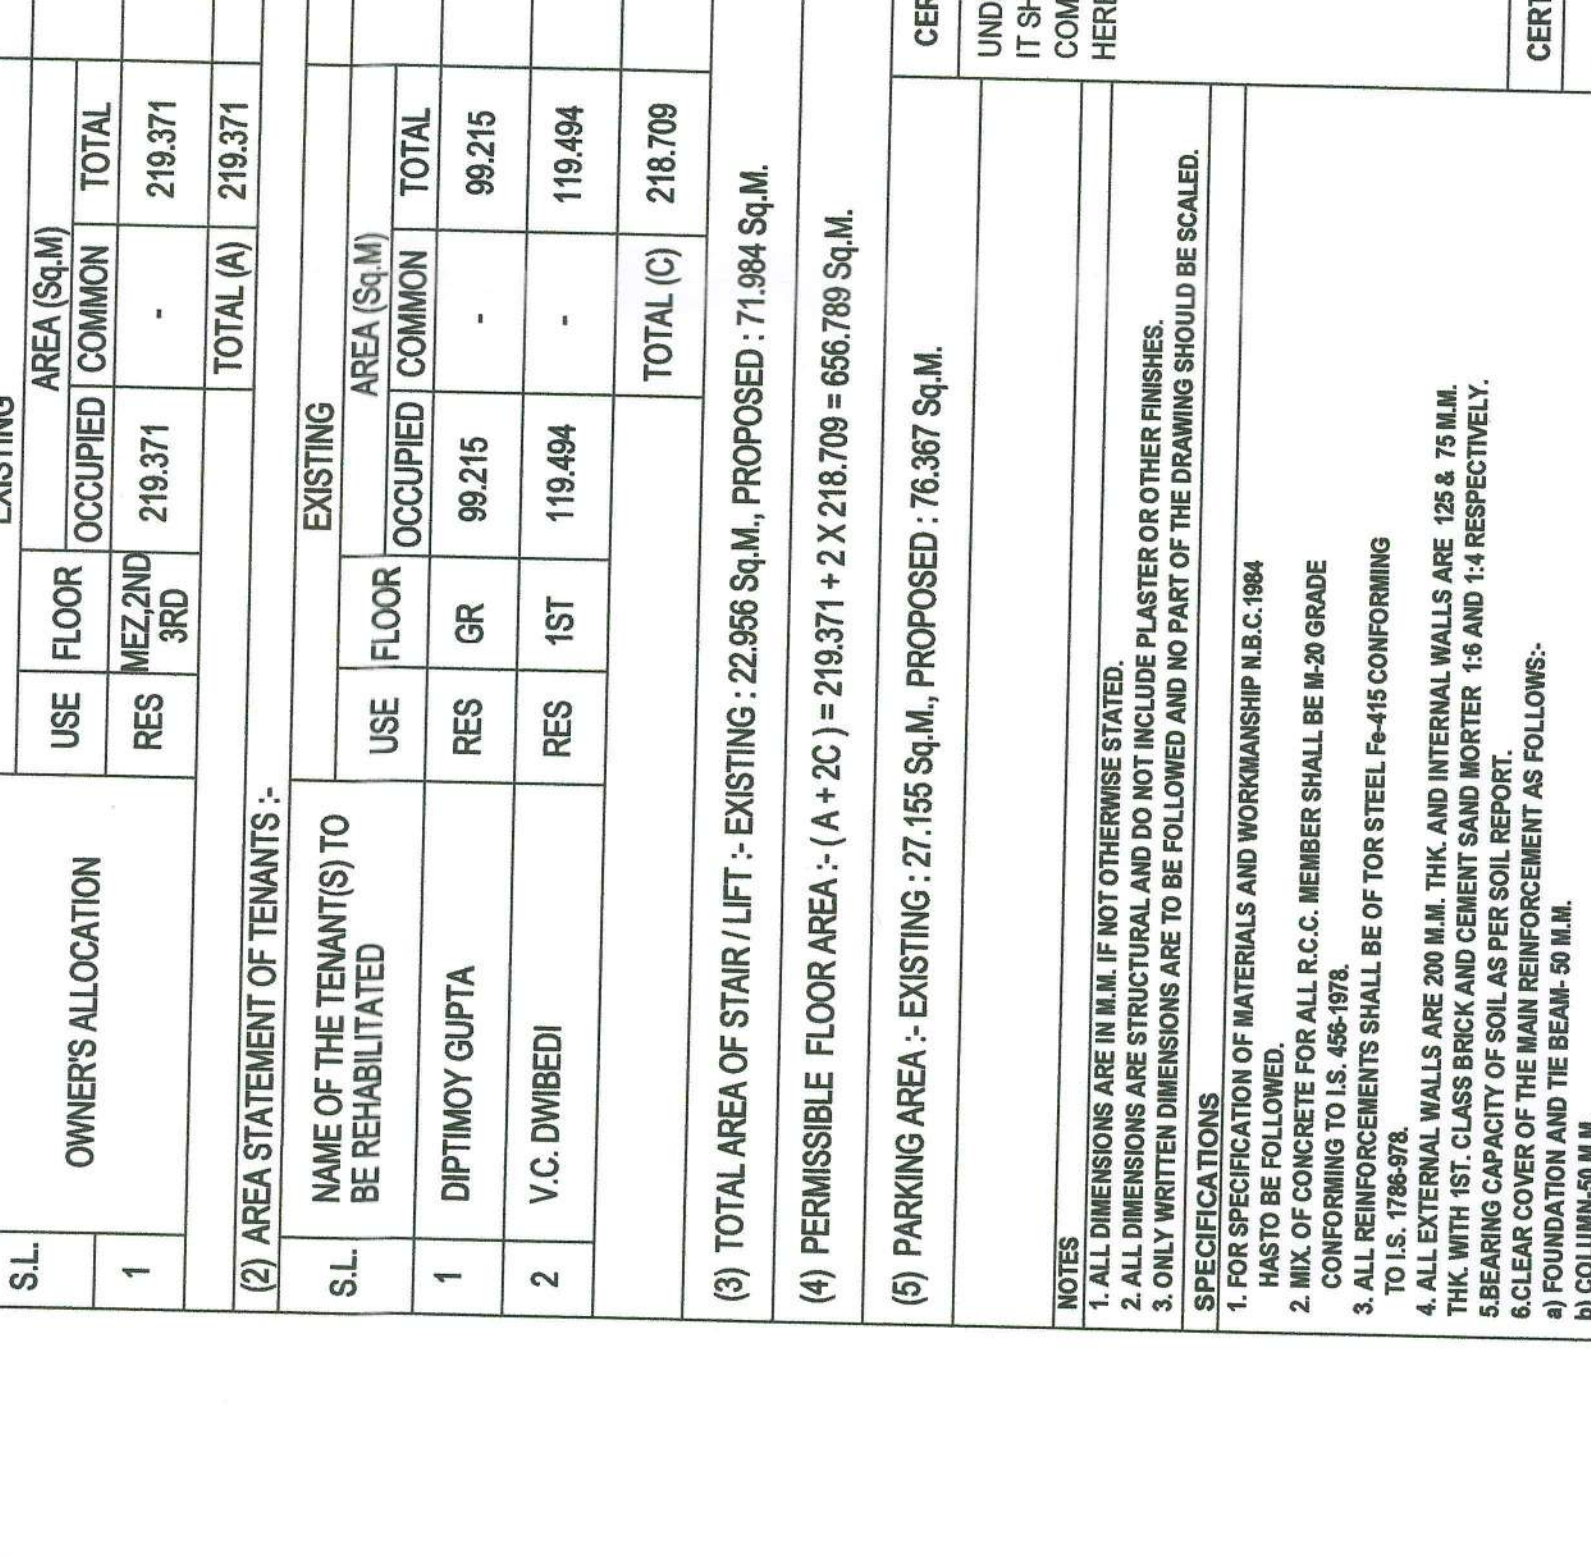 EXISTING
S.L. OWNER'S ALLOCATION USE FLOOR AREA (Sq.M)
OCCUPIED COMMON TOTAL
1 RES MEZ,2ND 219.371 - 219.371
3RD
TOTAL (A) 219.371
(2) AREA STATEMENT OF TENANTS :-
S.L. NAME OF THE TENANT(S) TO EXISTING
BE REHABILITATED USE FLOOR AREA (Sq.M)
OCCUPIED COMMON TOTAL
1 DIPTIMOY GUPTA RES GR 99.215 - 99.215
2 V.C. DWIBEDI RES 1ST 119.494 - 119.494
TOTAL (C) 218.709
(3) TOTAL AREA OF STAIR / LIFT :- EXISTING : 22.956 Sq.M., PROPOSED : 71.984 Sq.M.
(4) PERMISSIBLE FLOOR AREA :- ( A + 2C ) = 219.371 + 2 X 218.709 = 656.789 Sq.M.
(5) PARKING AREA :- EXISTING : 27.155 Sq.M., PROPOSED : 76.367 Sq.M.
NOTES
1. ALL DIMENSIONS ARE IN M.M. IF NOT OTHERWISE STATED.
2. ALL DIMENSIONS ARE STRUCTURAL AND DO NOT INCLUDE PLASTER OR OTHER FINISHES.
3. ONLY WRITTEN DIMENSIONS ARE TO BE FOLLOWED AND NO PART OF THE DRAWING SHOULD BE SCALED.
SPECIFICATIONS
1. FOR SPECIFICATION OF MATERIALS AND WORKMANSHIP N.B.C.1984
HASTO BE FOLLOWED.
2. MIX. OF CONCRETE FOR ALL R.C.C. MEMBER SHALL BE M-20 GRADE
CONFORMING TO I.S. 456-1978.
3. ALL REINFORCEMENTS SHALL BE OF TOR STEEL Fe-415 CONFORMING
TO I.S. 1786-978.
4. ALL EXTERNAL WALLS ARE 200 M.M. THK. AND INTERNAL WALLS ARE 125 & 75 M.M.
THK. WITH 1ST. CLASS BRICK AND CEMENT SAND MORTER 1:6 AND 1:4 RESPECTIVELY.
5.BEARING CAPACITY OF SOIL AS PER SOIL REPORT.
6.CLEAR COVER OF THE MAIN REINFORCEMENT AS FOLLOWS:-
a) FOUNDATION AND TIE BEAM- 50 M.M.
b) COLUMN-50 M.M.
CER
UND
IT SH
COM
HERE
CERT